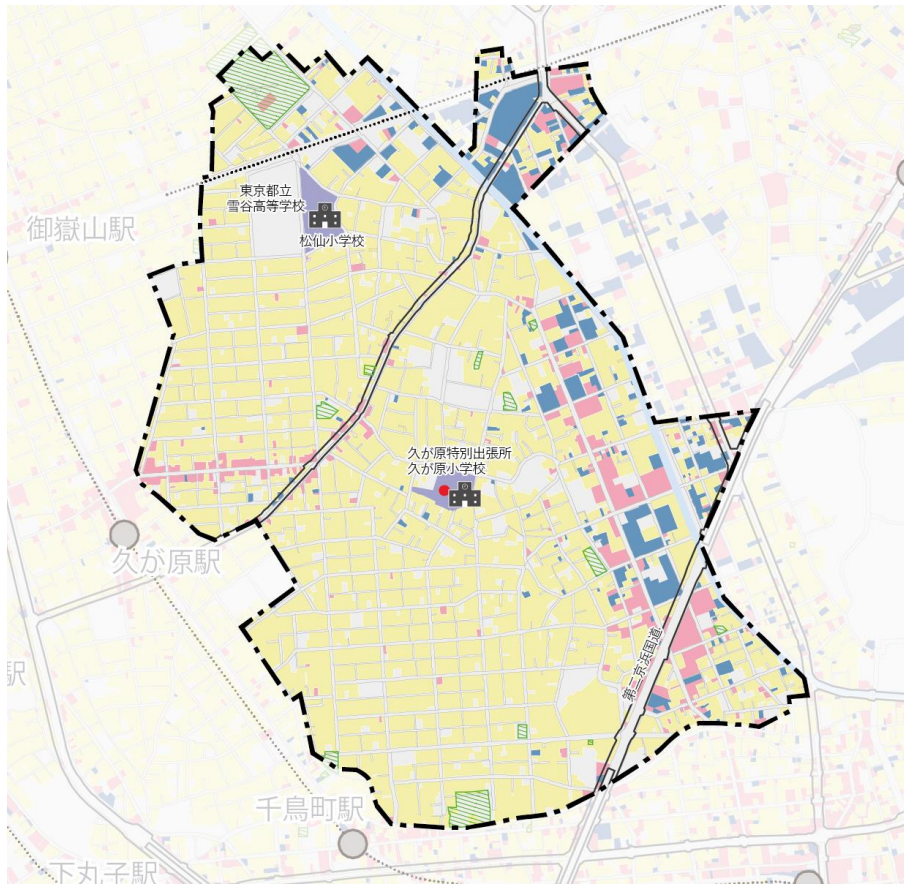 東京都立
雪谷高等学校
御嶽山駅
松仙小学校
久が原特別出張所
久が原小学校
久が原駅
第二京浜国道
駅
千鳥町駅
下丸子駅